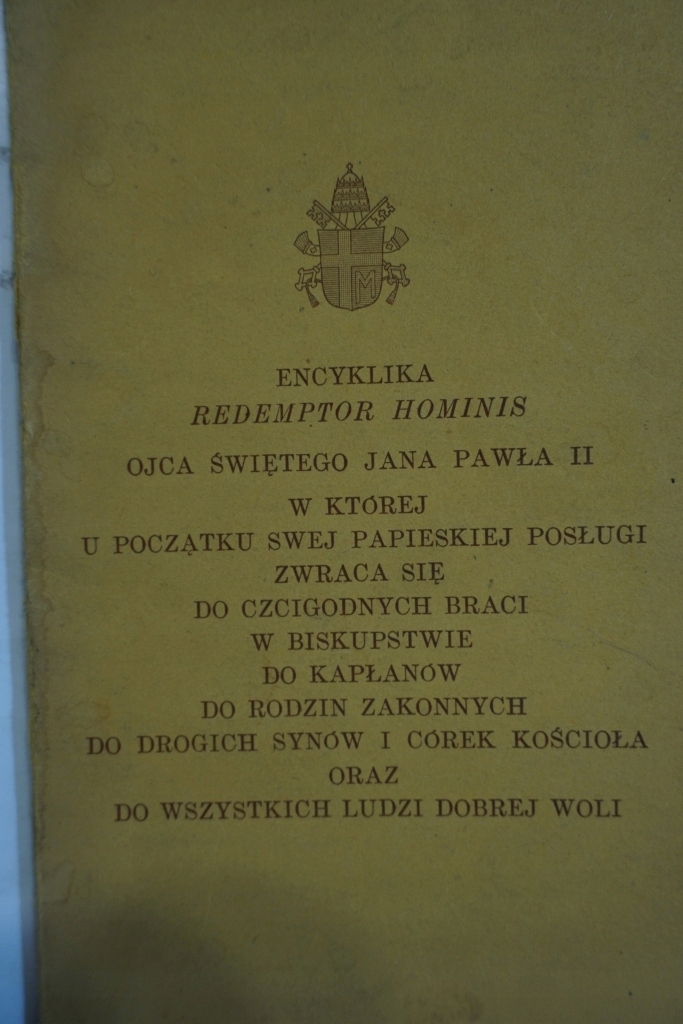 M
ENCYKLIKA
REDEMPTOR HOMINIS
OJCA ŚWIĘTEGO JANA PAWŁA II
W KTÓREJ
U POCZĄTKU SWEJ PAPIESKIEJ POSŁUGI
ZWRACA SIĘ
DO CZCIGODNYCH BRACI
W BISKUPSTWIE
DO KAPŁANÓW
DO RODZIN ZAKONNYCH
DO DROGICH SYNÓW I CÓREK KOŚCIOŁA
ORAZ
DO WSZYSTKICH LUDZI DOBREJ WOLI